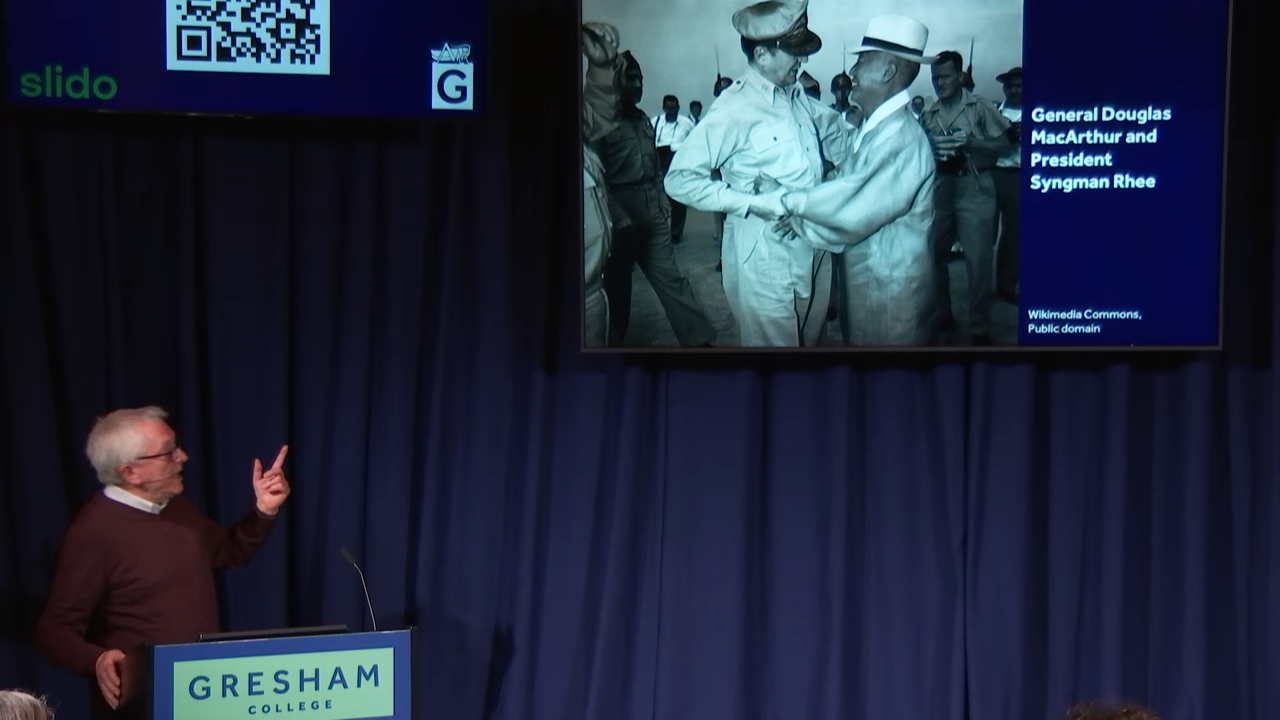 slido
G
General Douglas
MacArthur and
President
Syngman Rhee
Wikimedia Commons,
Public domain
GRESHAM
COLLEGE